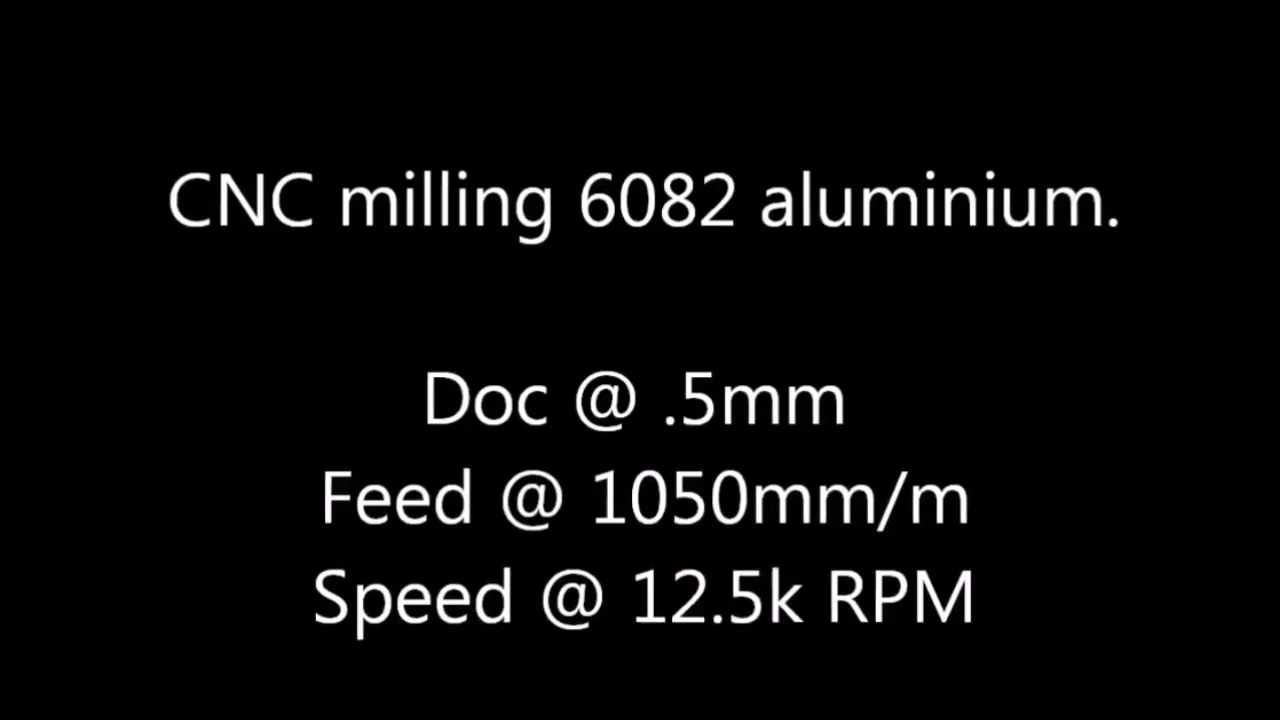 CNC milling 6082 aluminium.
Doc @ .5mm
Feed @ 1050mm/m
Speed @ 12.5k RPM